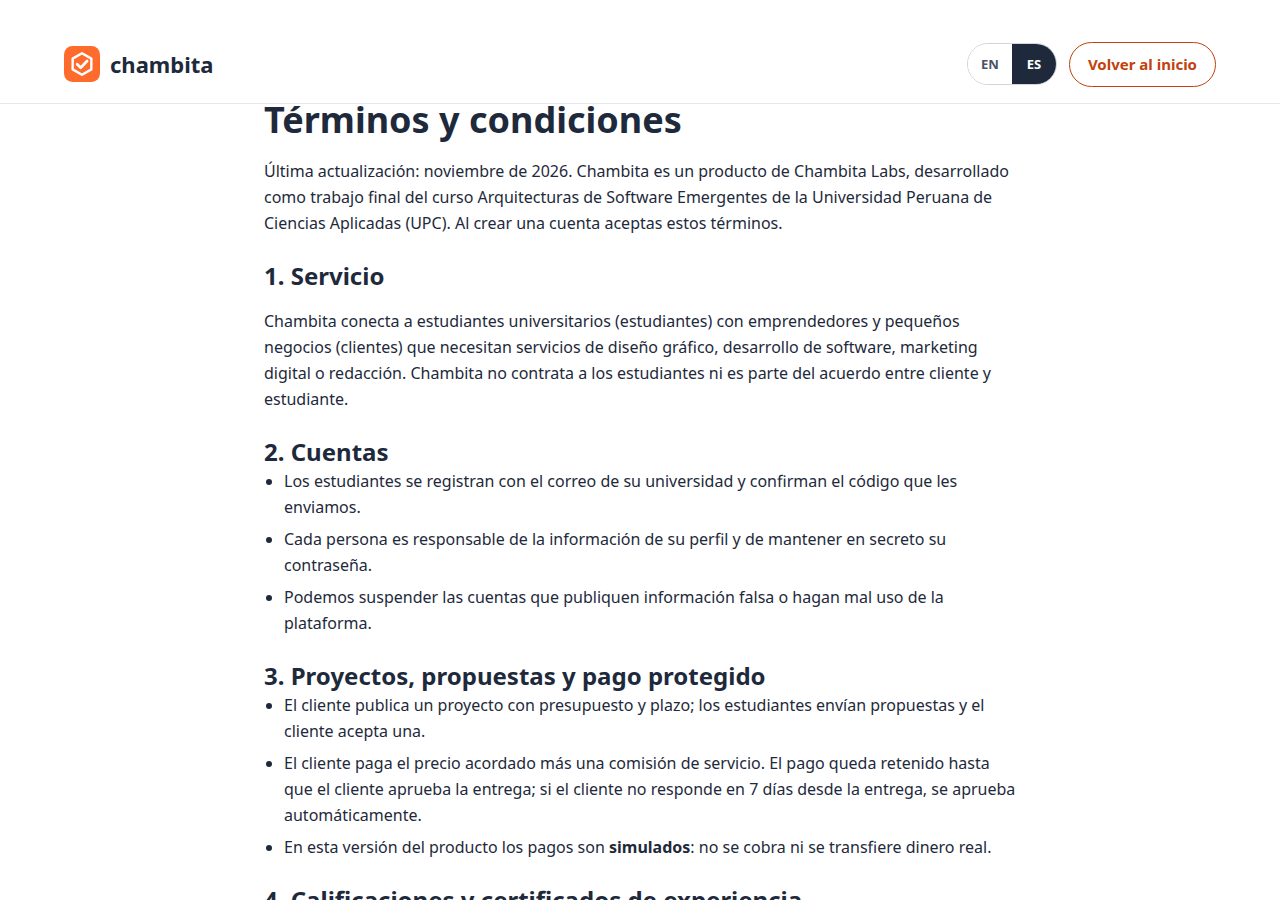 chambita
EN
ES
Volver al inicio
Términos y condiciones
Última actualización: noviembre de 2026. Chambita es un producto de Chambita Labs, desarrollado
como trabajo final del curso Arquitecturas de Software Emergentes de la Universidad Peruana de
Ciencias Aplicadas (UPC). Al crear una cuenta aceptas estos términos.
1. Servicio
Chambita conecta a estudiantes universitarios (estudiantes) con emprendedores y pequeños
negocios (clientes) que necesitan servicios de diseño gráfico, desarrollo de software, marketing
digital o redacción. Chambita no contrata a los estudiantes ni es parte del acuerdo entre cliente y
estudiante.
2. Cuentas
Los estudiantes se registran con el correo de su universidad y confirman el código que les
enviamos.
Cada persona es responsable de la información de su perfil y de mantener en secreto su
contraseña.
Podemos suspender las cuentas que publiquen información falsa o hagan mal uso de la
plataforma.
3. Proyectos, propuestas y pago protegido
El cliente publica un proyecto con presupuesto y plazo; los estudiantes envían propuestas y el
cliente acepta una.
El cliente paga el precio acordado más una comisión de servicio. El pago queda retenido hasta
que el cliente aprueba la entrega; si el cliente no responde en 7 días desde la entrega, se aprueba
automáticamente.
En esta versión del producto los pagos son simulados: no se cobra ni se transfiere dinero real.
4. Calificaciones y certificados de experiencia